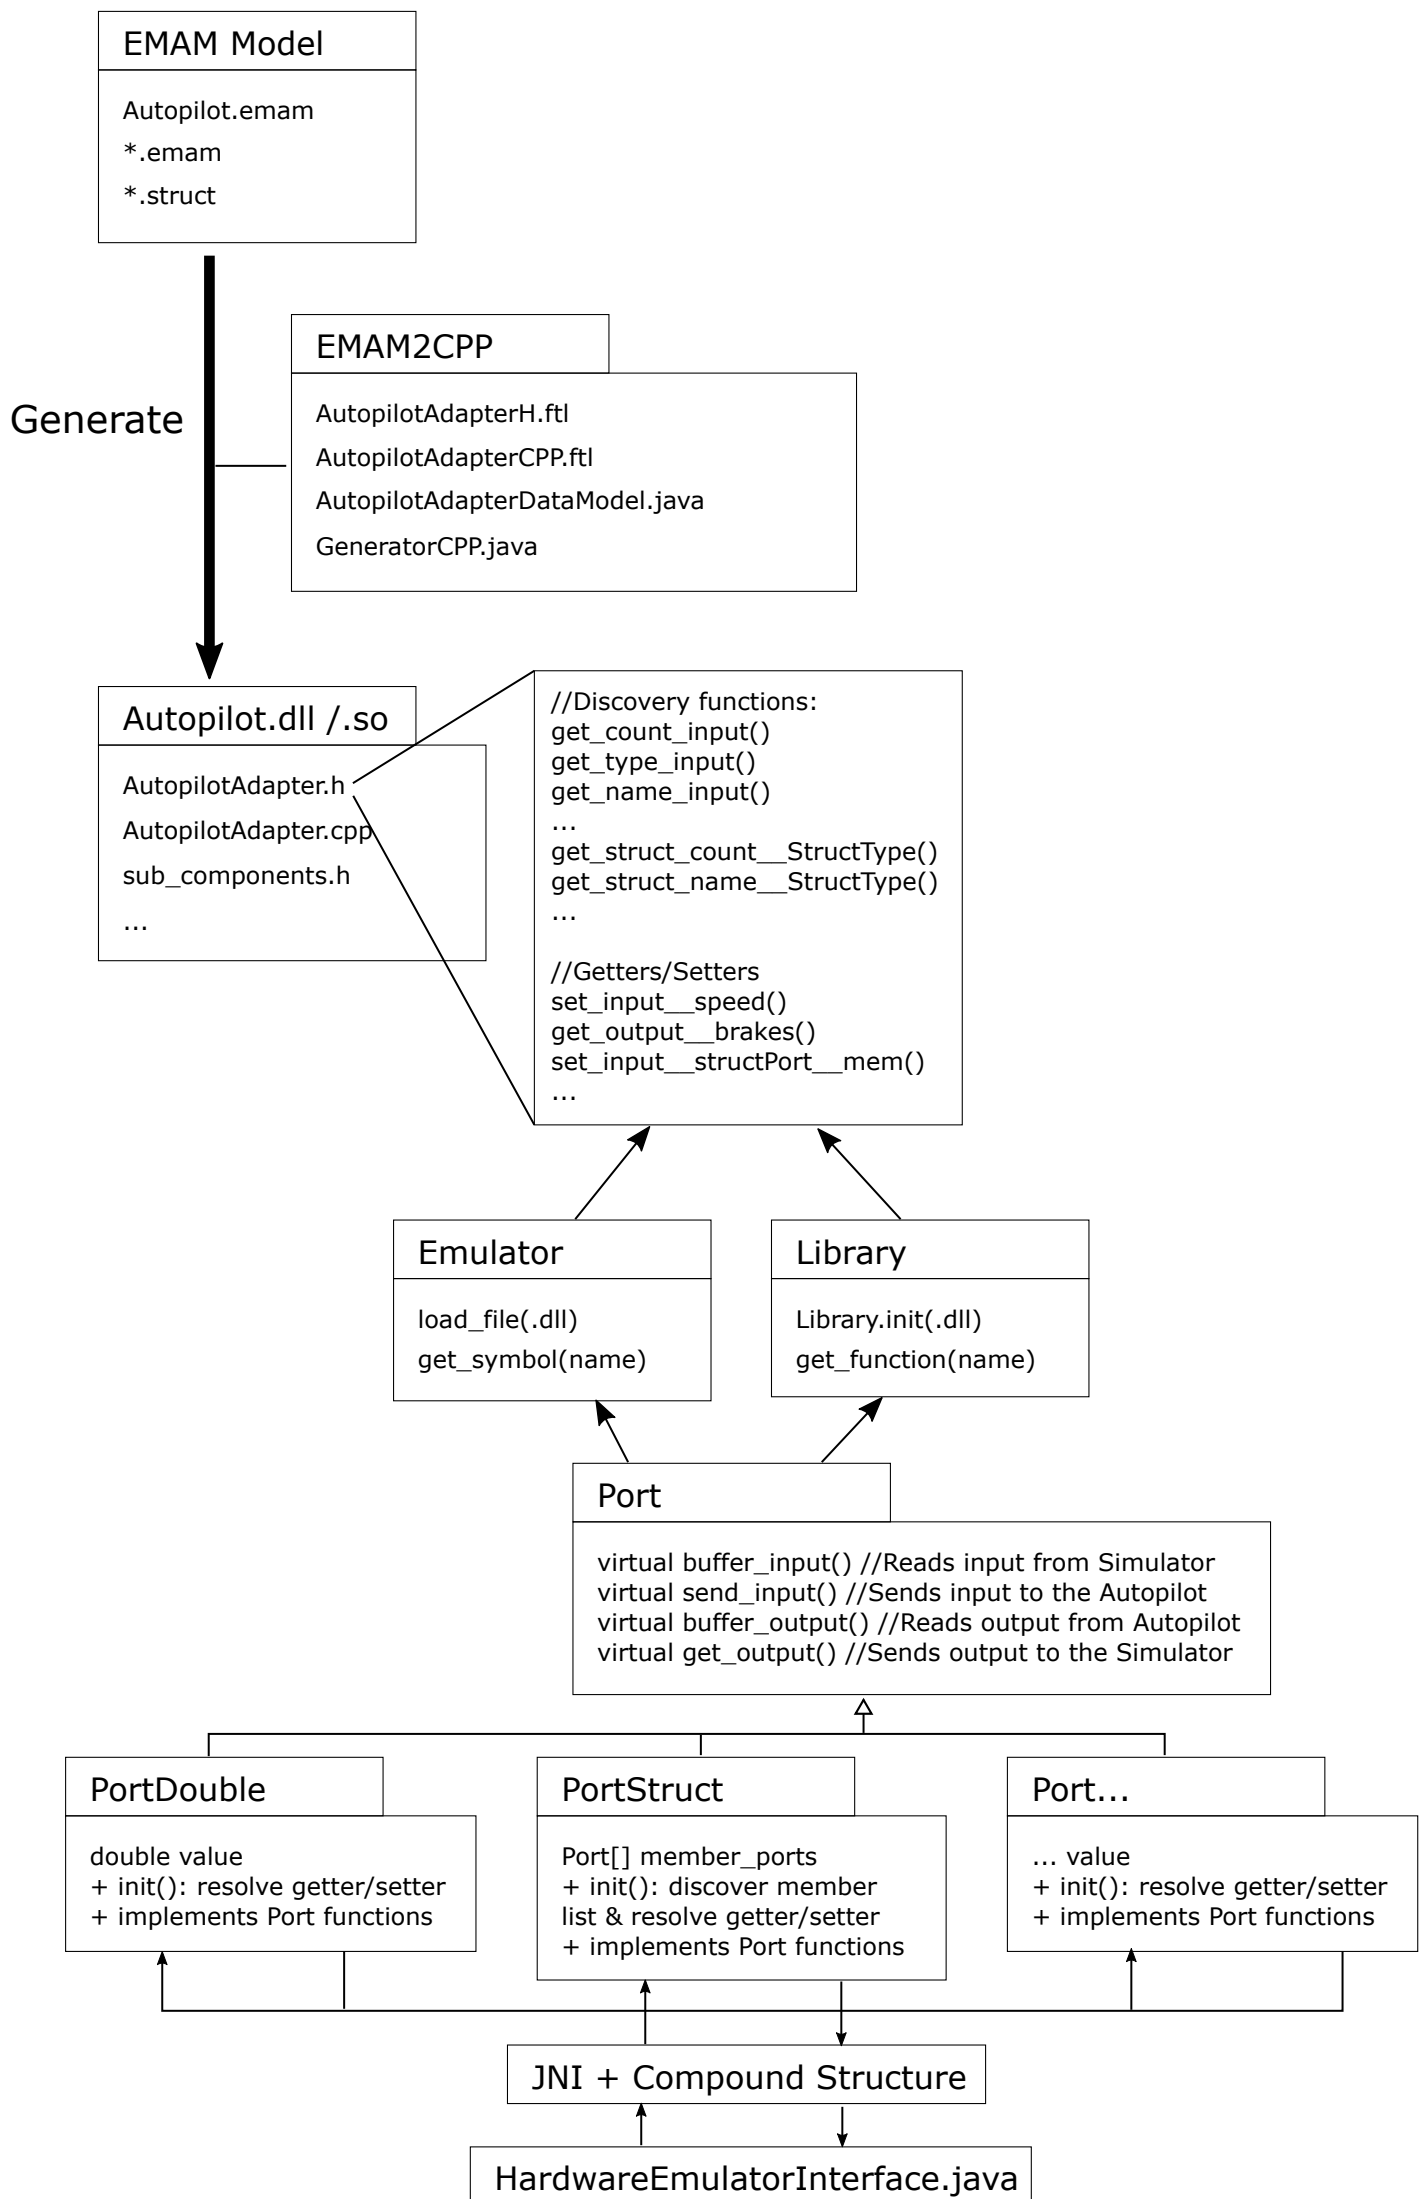 EMAM Model
Autopilot.emam
*.emam
*.struct
EMAM2CPP
AutopilotAdapterH.ftl
AutopilotAdapterCPP.ftl
AutopilotAdapterDataModel.java
GeneratorCPP.java
Generate
Autopilot.dll /.so
AutopilotAdapter.h
AutopilotAdapter.cpp
sub_components.h
...
//Discovery functions:
get_count_input()
get_type_input()
get_name_input()
...
get_struct_count__StructType()
get_struct_name__StructType()
...
//Getters/Setters
set_input__speed()
get_output__brakes()
set_input__structPort__mem()
...
Emulator
load_file(.dll)
get_symbol(name)
Library
Library.init(.dll)
get_function(name)
Port
virtual buffer_input() //Reads input from Simulator
virtual send_input() //Sends input to the Autopilot
virtual buffer_output() //Reads output from Autopilot
virtual get_output() //Sends output to the Simulator
PortDouble
double value
+ init(): resolve getter/setter
+ implements Port functions
PortStruct
Port[] member_ports
+ init(): discover member
list & resolve getter/setter
+ implements Port functions
Port...
... value
+ init(): resolve getter/setter
+ implements Port functions
JNI + Compound Structure
HardwareEmulatorInterface.java